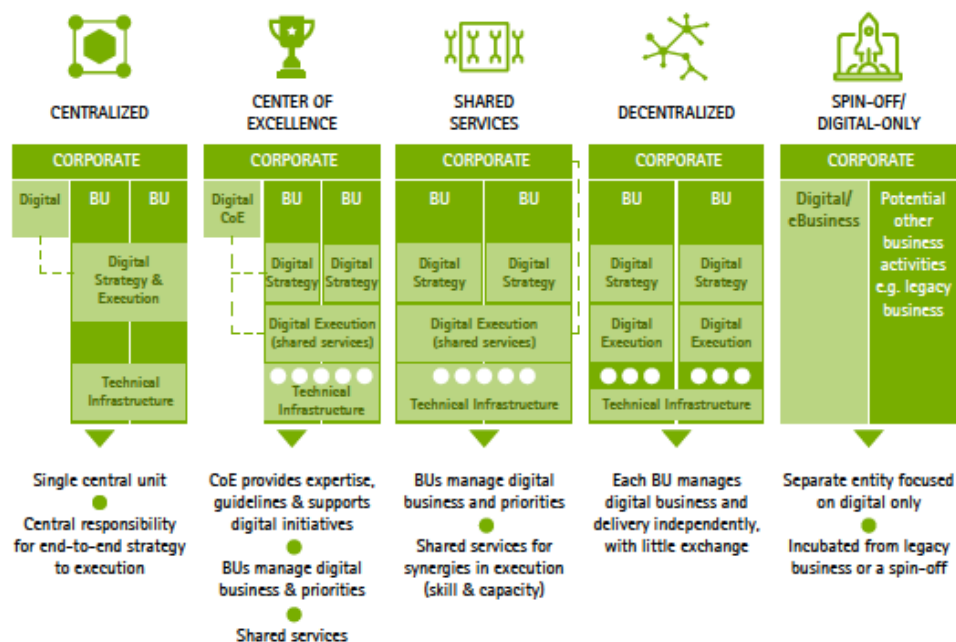 CENTRALIZED
CORPORATE
Digital
BU
BU
Digital
Strategy &
Execution
Technical
Infrastructure
Single central unit
Central responsibility
for end-to-end strategy
to execution
CENTER OF
EXCELLENCE
CORPORATE
Digital
CoE
BU
BU
Digital
Strategy
Digital
Strategy
Digital Execution
(shared services)
Technical
Infrastructure
CoE provides expertise,
guidelines & supports
digital initiatives
BUs manage digital
business & priorities
Shared services
SHARED
SERVICES
CORPORATE
BU
BU
Digital
Strategy
Digital
Strategy
Digital Execution
(shared services)
Technical Infrastructure
BUs manage digital
business and priorities
Shared services for
synergies in execution
(skill & capacity)
DECENTRALIZED
CORPORATE
BU
BU
Digital
Strategy
Digital
Strategy
Digital
Execution
Digital
Execution
Technical Infrastructure
Each BU manages
digital business and
delivery independently,
with little exchange
SPIN-OFF/
DIGITAL-ONLY
CORPORATE
Digital/
eBusiness
Potential
other
business
activities
e.g. legacy
business
Separate entity focused
on digital only
Incubated from legacy
business or a spin-off